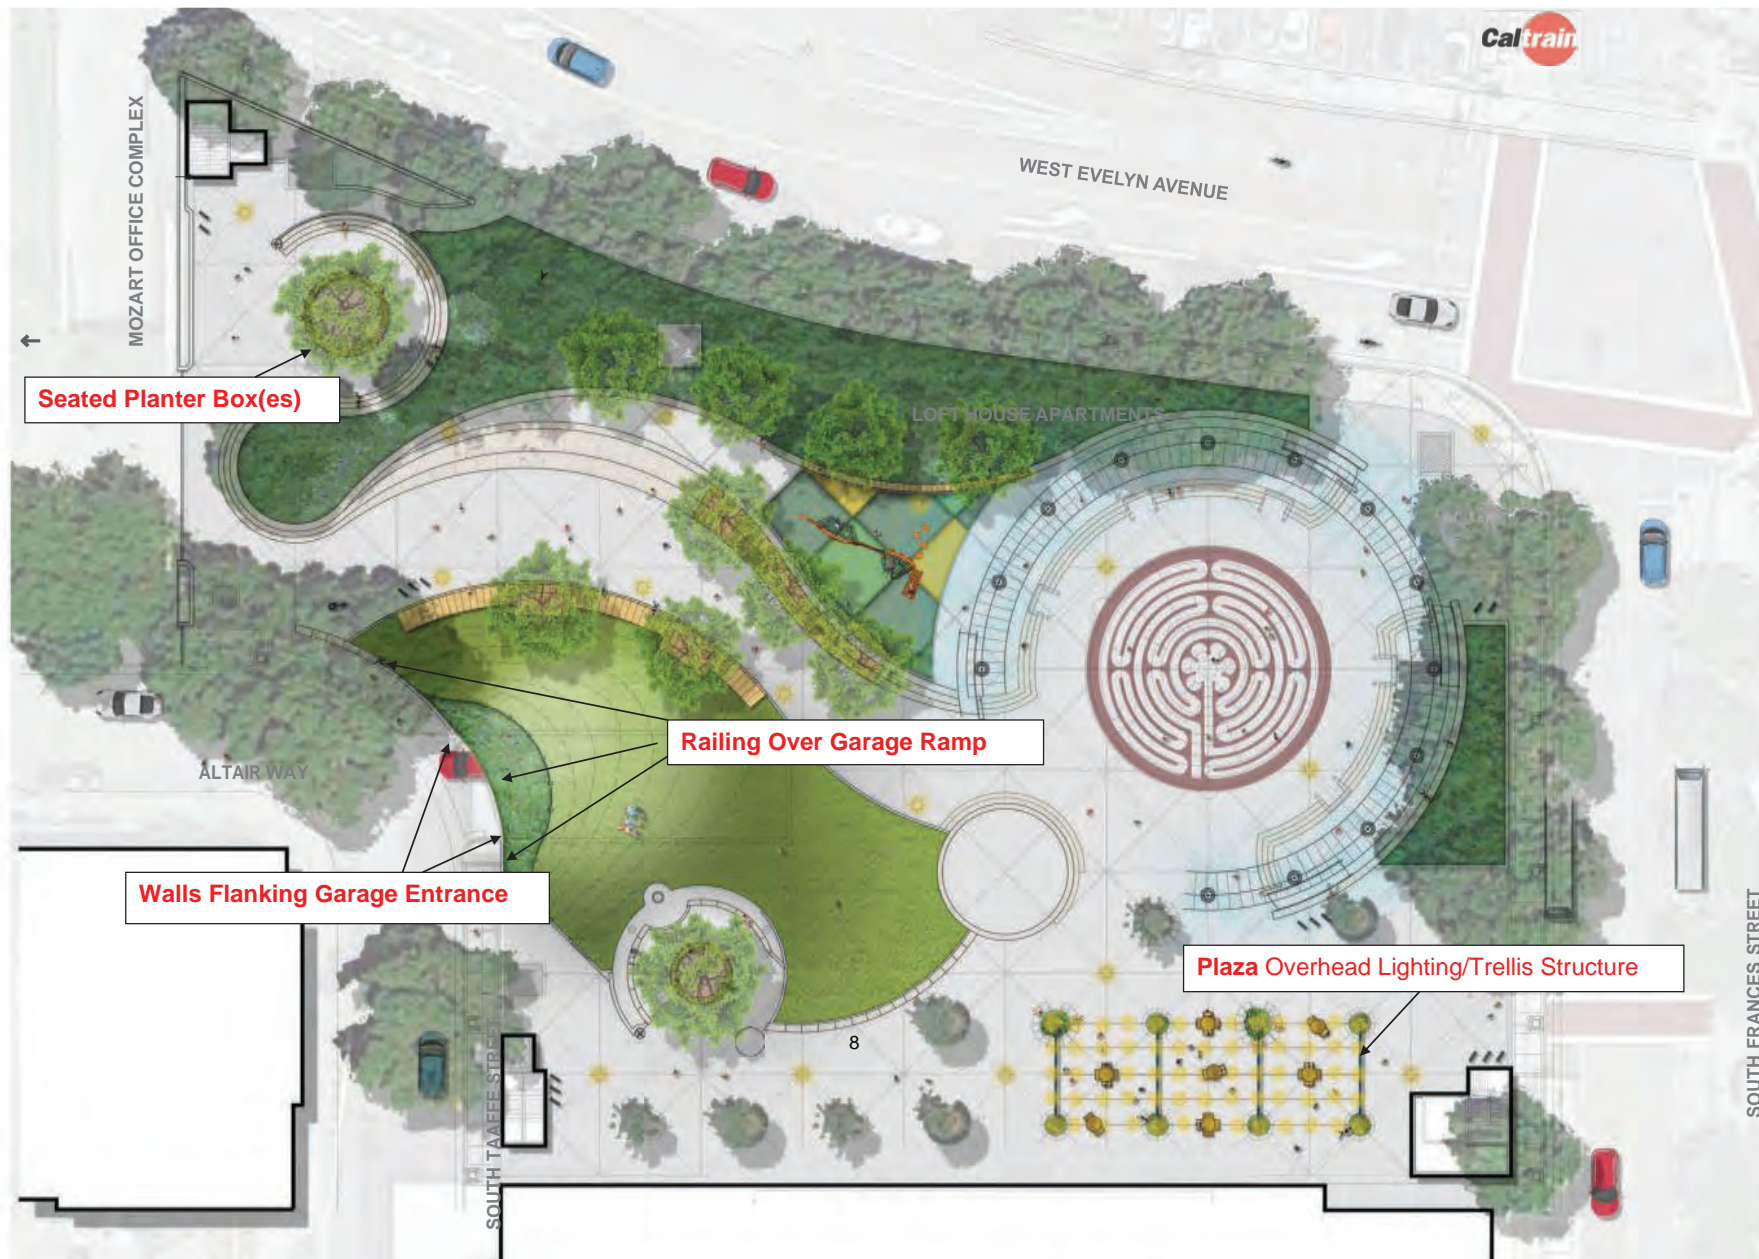 Caltrain
MOZART OFFICE COMPLEX
WEST EVELYN AVENUE
Seated Planter Box(es)
LOFT HOUSE APARTMENTS
Railing Over Garage Ramp
ALTAIR WAY
Walls Flanking Garage Entrance
Plaza Overhead Lighting/Trellis Structure
8
SOUTH TAAFFE STREET
SOUTH FRANCES STREET